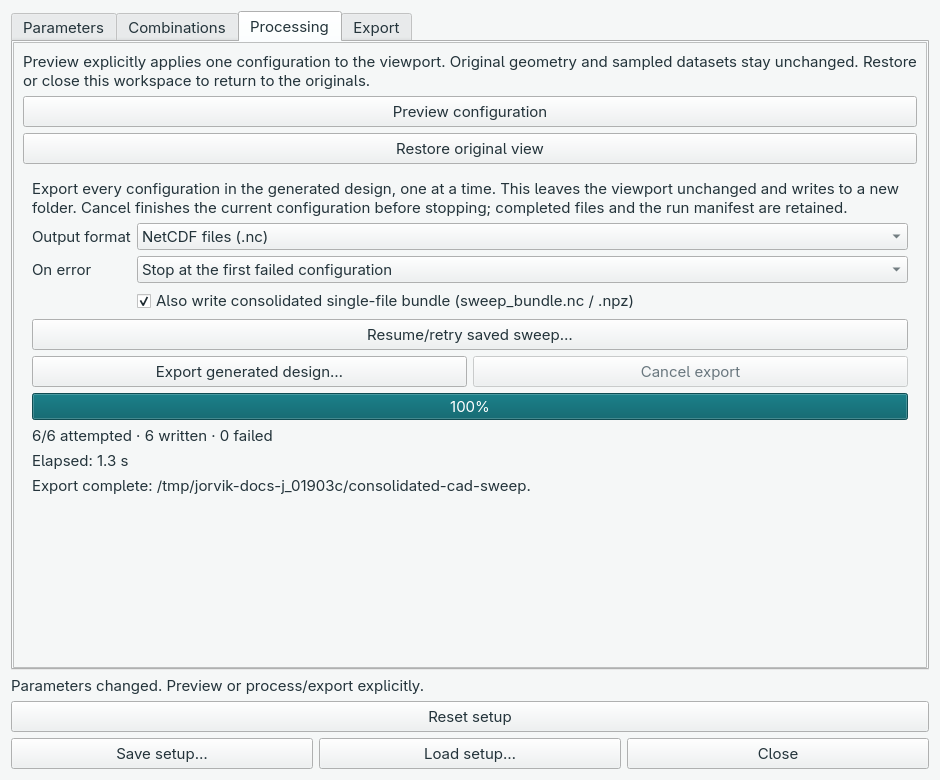 Parameters Combinations Processing Export
Preview explicitly applies one configuration to the viewport. Original geometry and sampled datasets stay unchanged. Restore
or close this workspace to return to the originals.
Preview configuration
Restore original view
Export every configuration in the generated design, one at a time. This leaves the viewport unchanged and writes to a new
folder. Cancel finishes the current configuration before stopping; completed files and the run manifest are retained.
Output format NetCDF files (.nc)
On error Stop at the first failed configuration
Also write consolidated single-file bundle (sweep_bundle.nc / .npz)
Resume/retry saved sweep...
Export generated design... Cancel export
100%
6/6 attempted · 6 written · 0 failed
Elapsed: 1.3 s
Export complete: /tmp/jorvik-docs-j_01903c/consolidated-cad-sweep.
Parameters changed. Preview or process/export explicitly.
Reset setup
Save setup... Load setup... Close